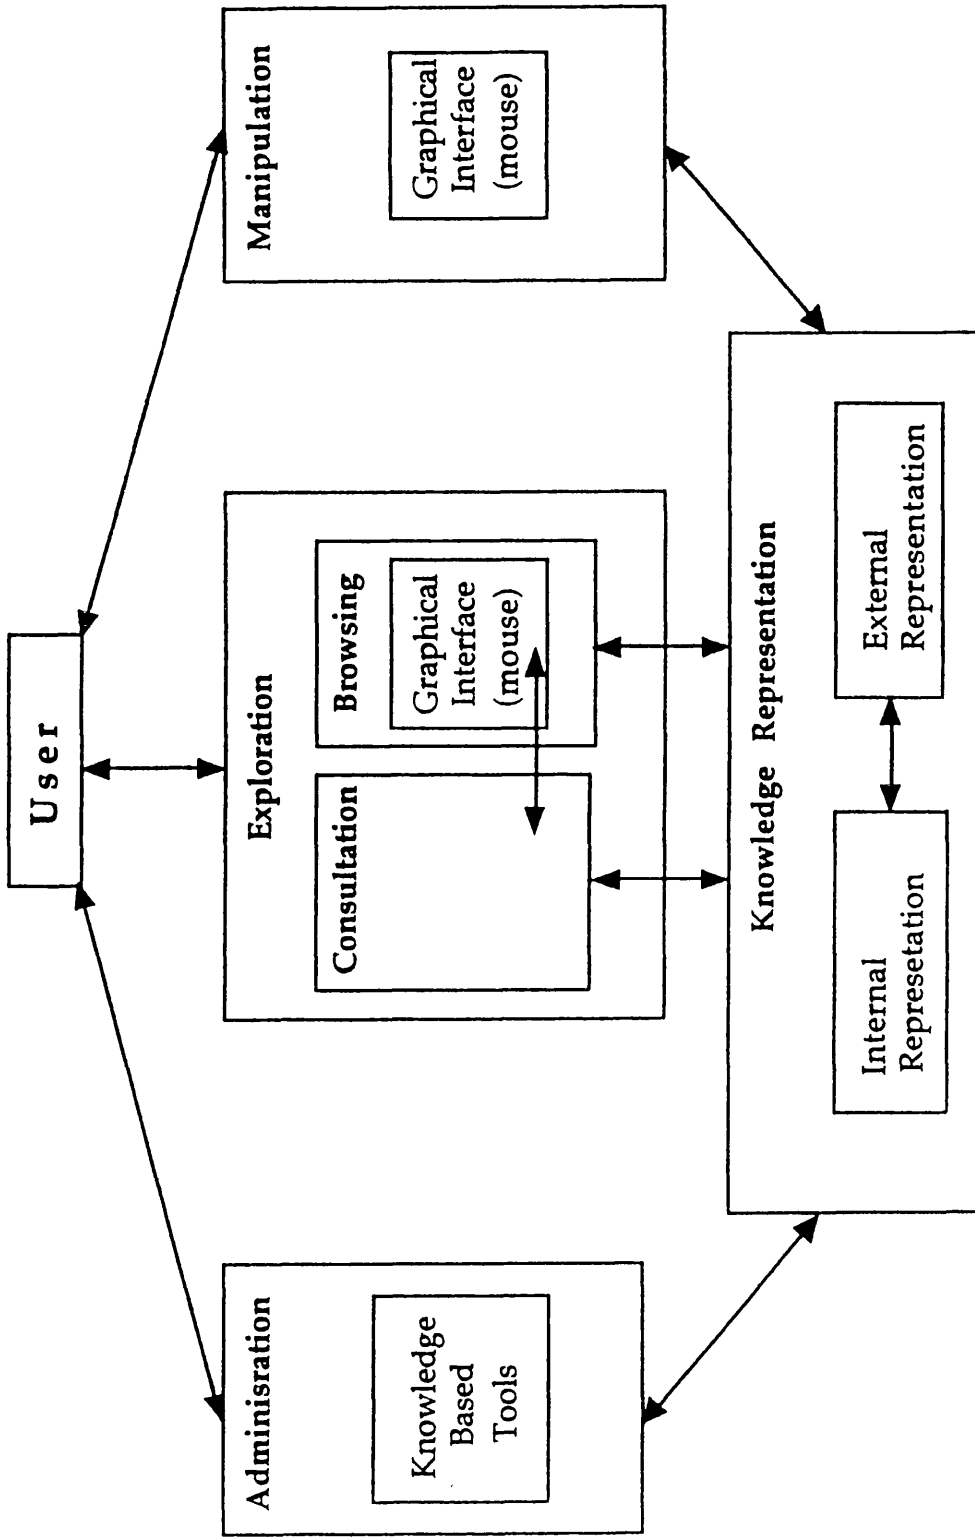 User
Adminisration
Knowledge
Based
Tools
Exploration
Consultation
Browsing
Graphical
Interface
(mouse)
Manipulation
Graphical
Interface
(mouse)
Knowledge Representation
Internal
Represetation
External
Representation